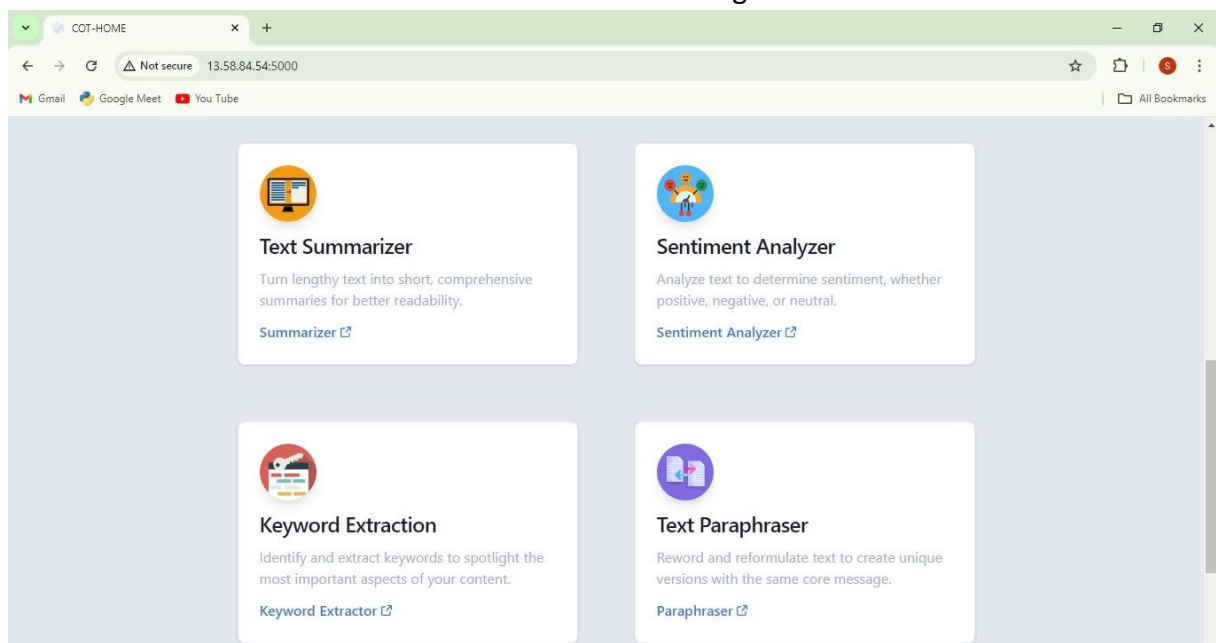 COT-HOME
Not secure 13.58.84.54:5000
S
Gmail Google Meet You Tube All Bookmarks
Text Summarizer
Turn lengthy text into short, comprehensive
summaries for better readability.
Summarizer
Sentiment Analyzer
Analyze text to determine sentiment, whether
positive, negative, or neutral.
Sentiment Analyzer
Keyword Extraction
Identify and extract keywords to spotlight the
most important aspects of your content.
Keyword Extractor
Text Paraphraser
Reword and reformulate text to create unique
versions with the same core message.
Paraphraser